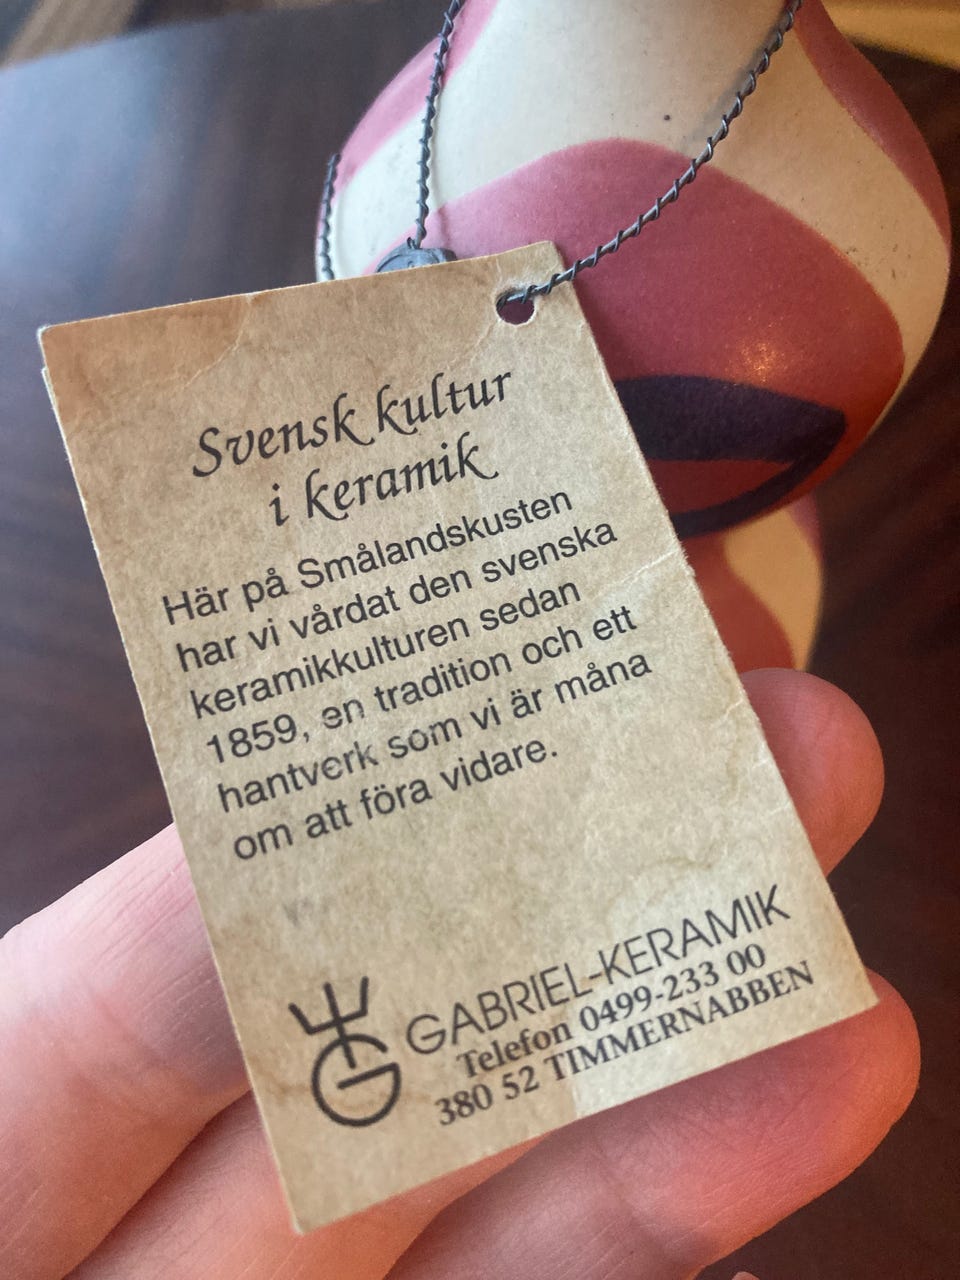 Svensk kultur
i keramik
Här på Smålandskusten
har vi vårdat den svenska
keramikkulturen sedan
1859, en tradition och ett
hantverk som vi är måna
om att föra vidare.
GABRIEL-KERAMIK
Telefon 0499-233 00
380 52 TIMMERNABBEN